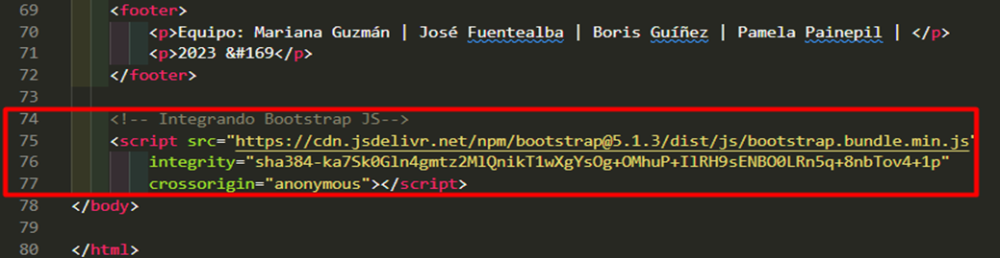 69 <footer>
70 <p>Equipo: Mariana Guzmán | José Fuentealba | Boris Guíñez | Pamela Painepil | </p>
71 <p>2023 &#169</p>
72 </footer>
73
74 <!-- Integrando Bootstrap JS-->
75 <script src="https://cdn.jsdelivr.net/npm/bootstrap@5.1.3/dist/js/bootstrap.bundle.min.js"
76 integrity="sha384-ka7Sk0Gln4gmtz2MlQnikT1wXgYsOg+OMhuP+IlRH9sENBO0LRn5q+8nbTov4+1p"
77 crossorigin="anonymous"></script>
78 </body>
79
80 </html>